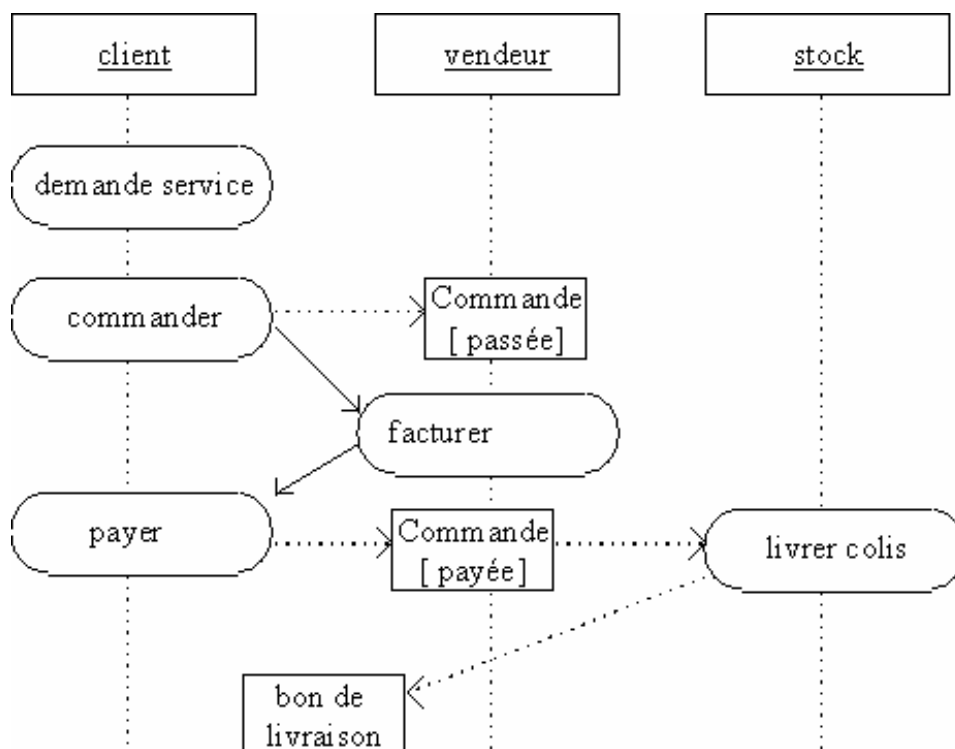 client
vendeur
stock
demande service
commander
Commande
[ passée]
facturer
payer
Commande
[ payée]
livrer colis
bon de
livraison